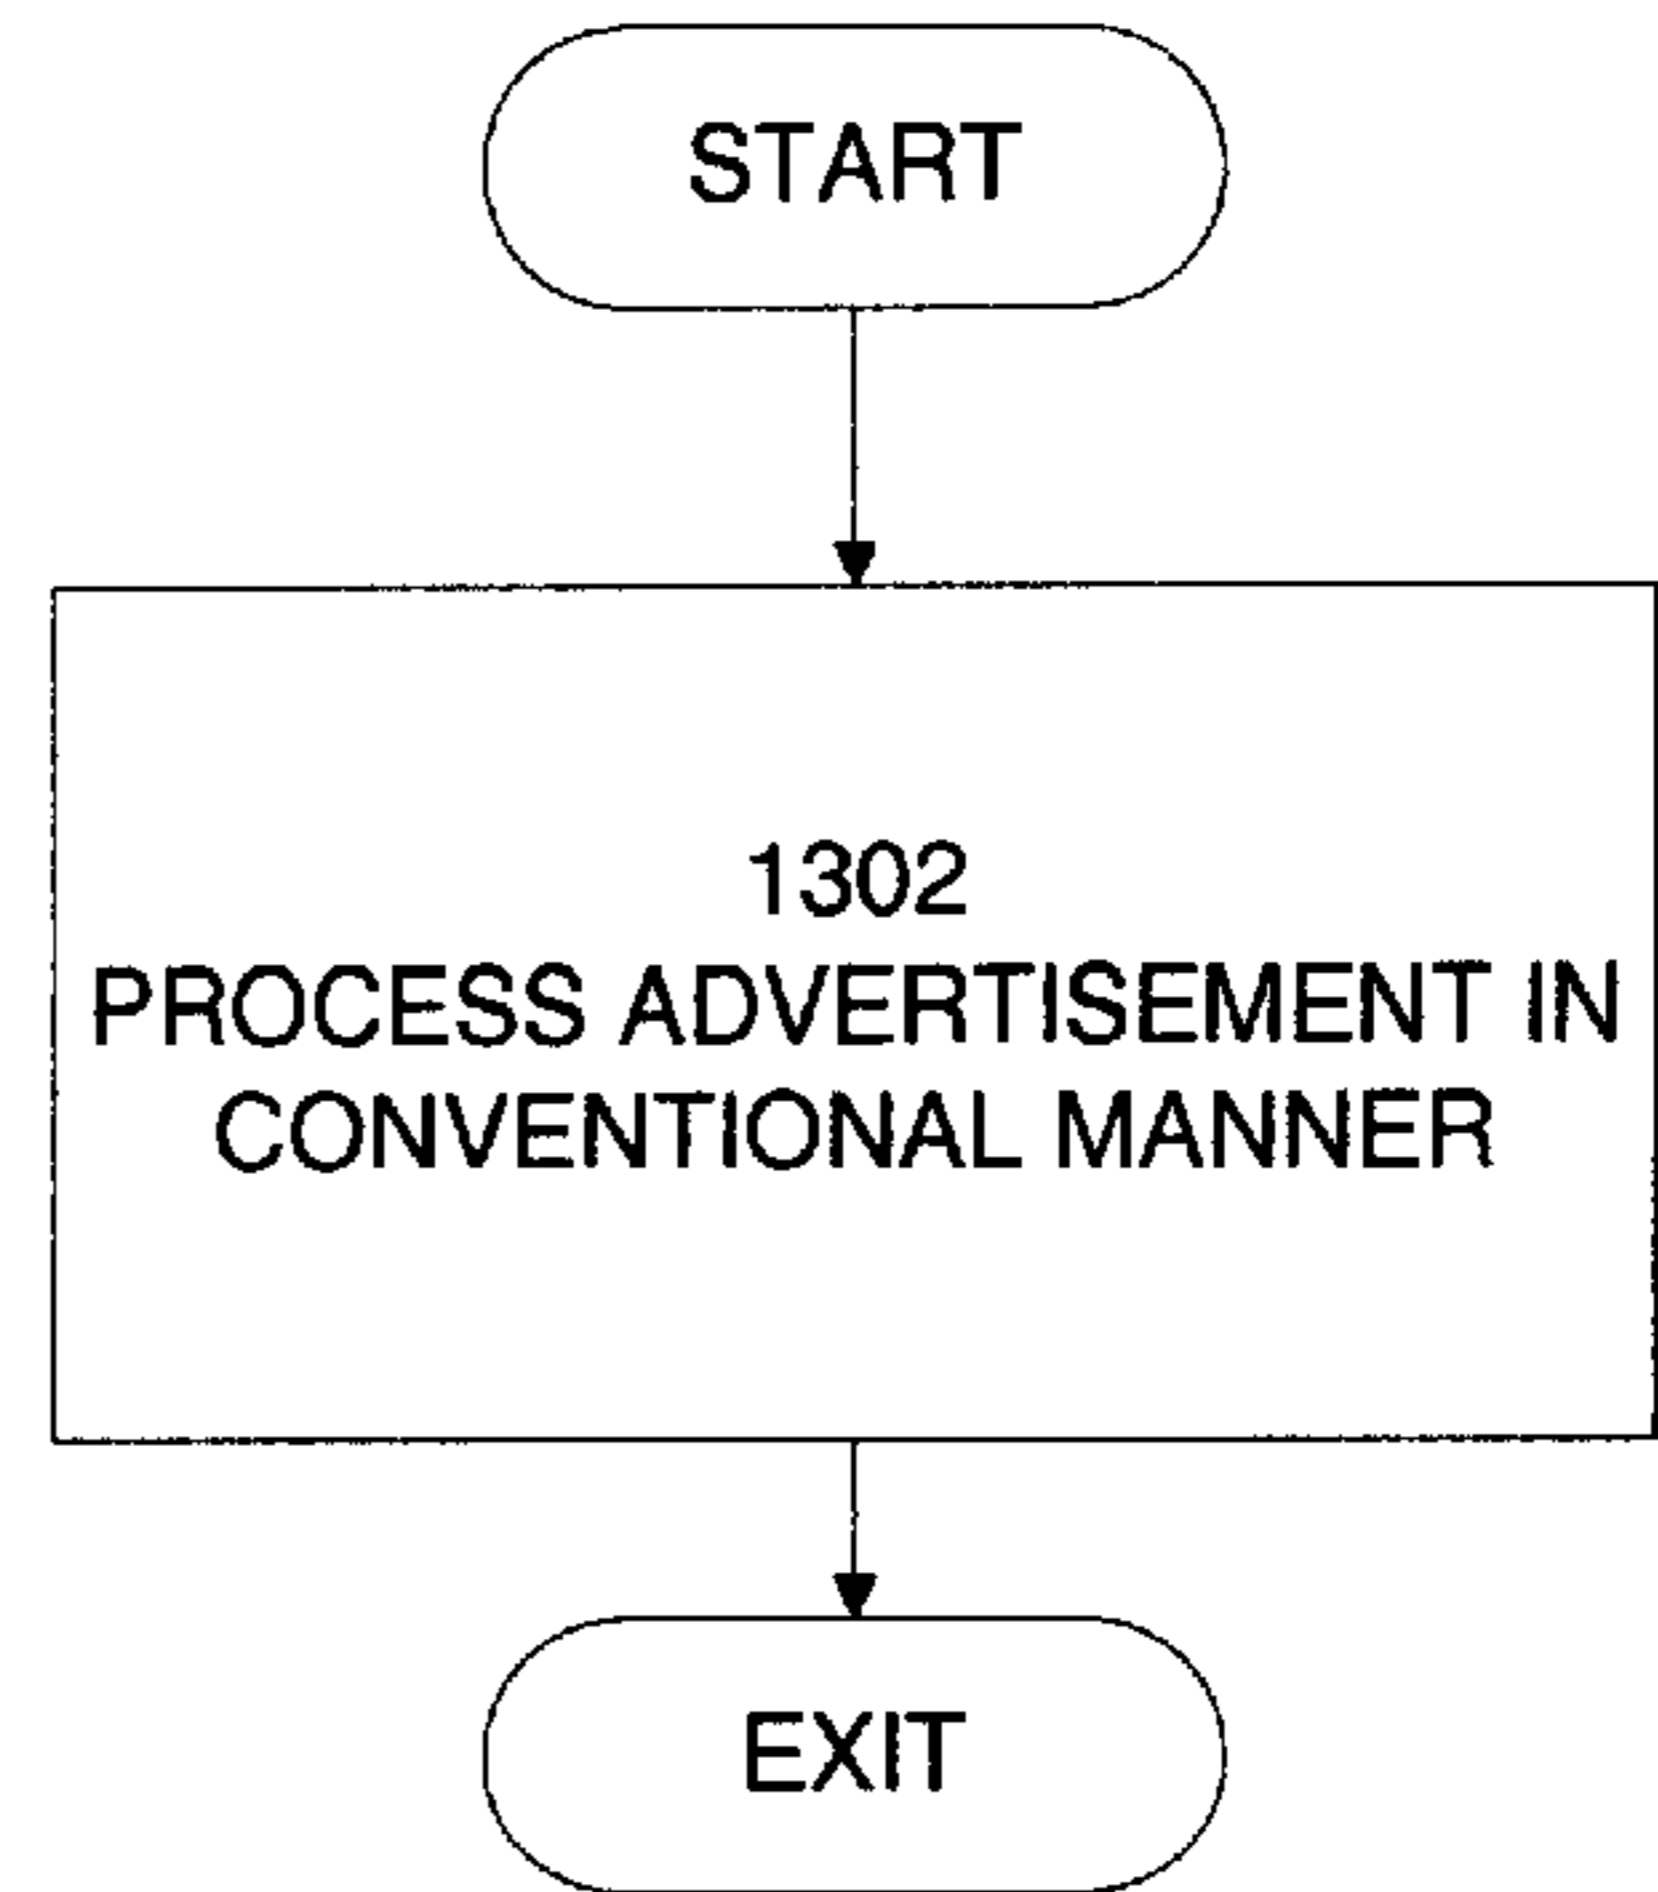 START
1302
PROCESS ADVERTISEMENT IN
CONVENTIONAL MANNER
EXIT